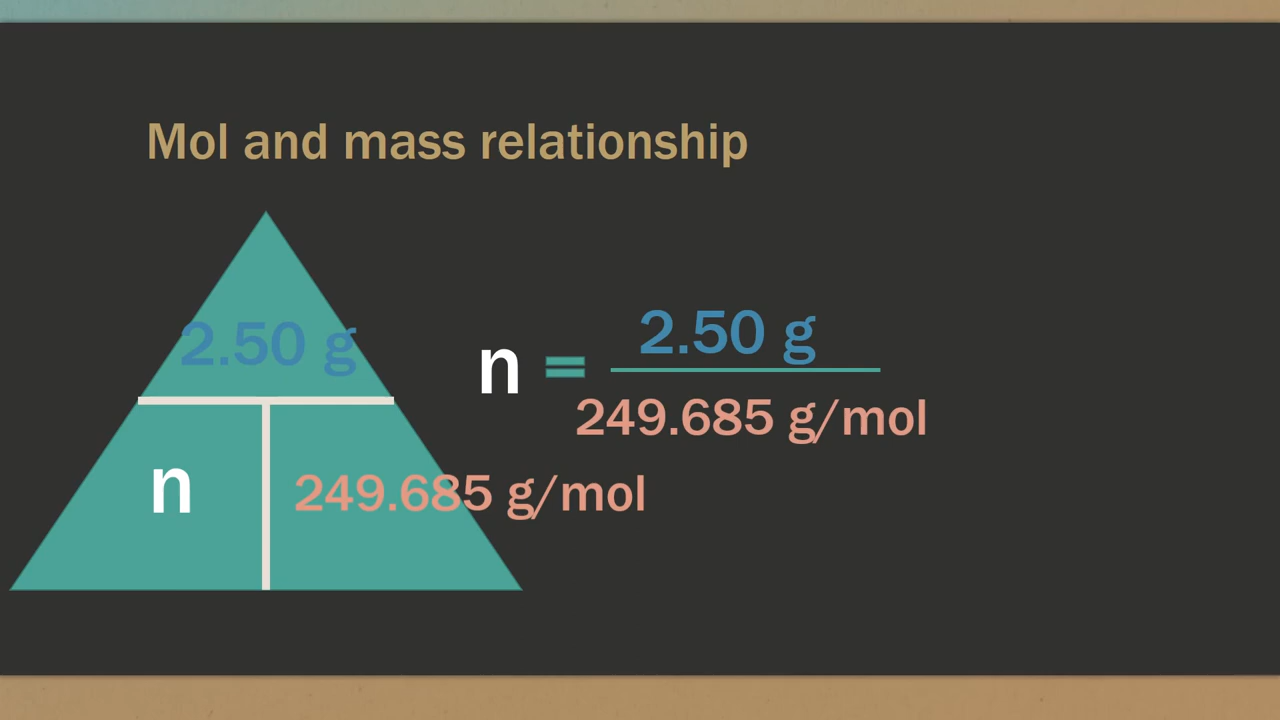 Mol and mass relationship
2.50 g
n
249.685 g/mol
n = 2.50 g
249.685 g/mol